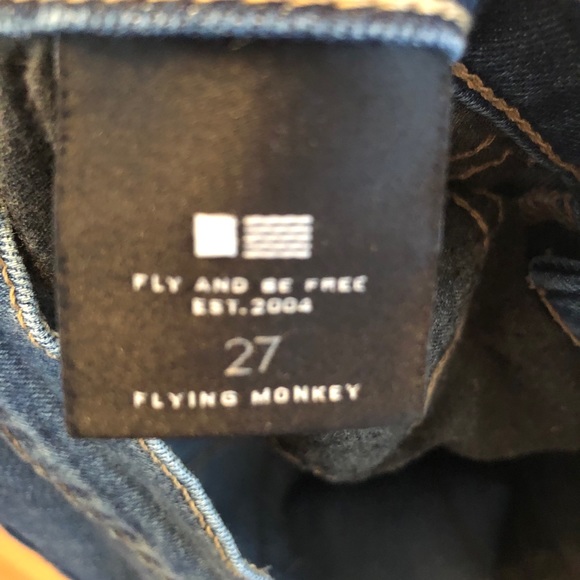 FLY AND BE FREE
EST.2004
27
FLYING MONKEY